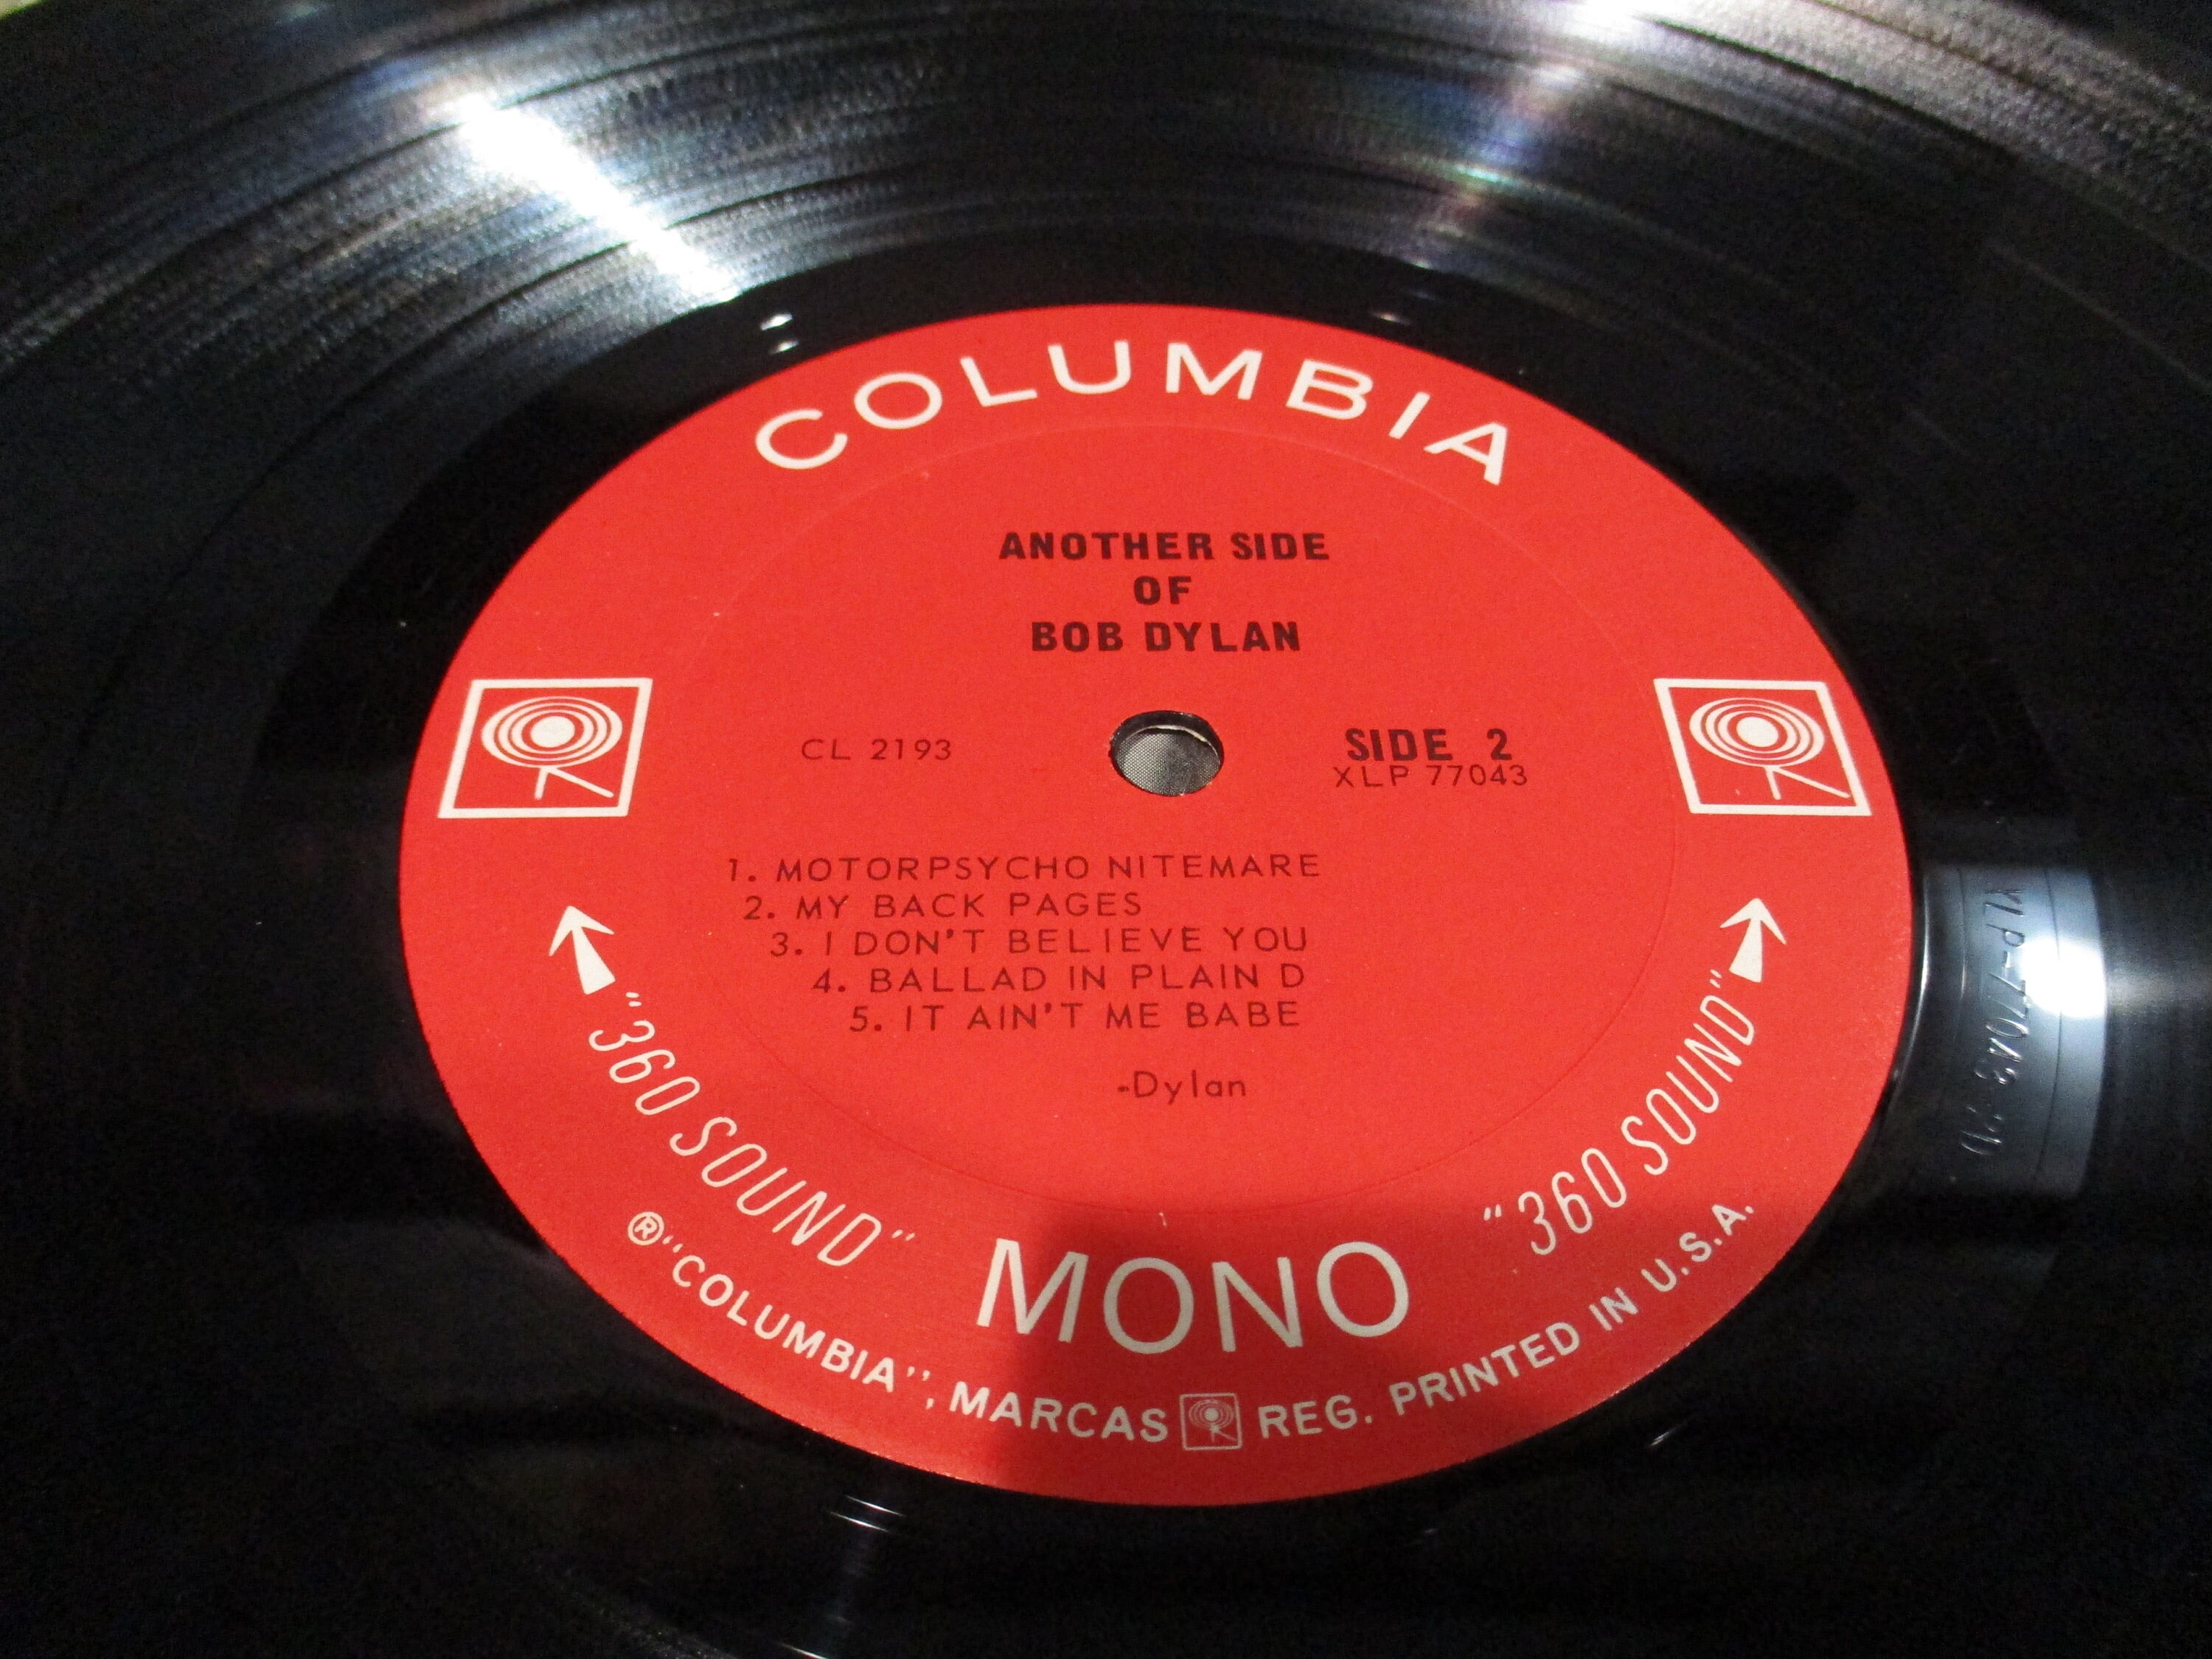 COLUMBIA
ANOTHER SIDE
OF
BOB DYLAN
CL 2193
SIDE 2
XLP 77043
1. MOTORPSYCHO NITEMARE
2. MY BACK PAGES
3. I DON'T BELIEVE YOU
4. BALLAD IN PLAIN D
5. IT AIN'T ME BABE
-Dylan
"360 SOUND" MONO "360 SOUND"
®"COLUMBIA", MARCAS REG. PRINTED IN U.S.A.
XLP-77043